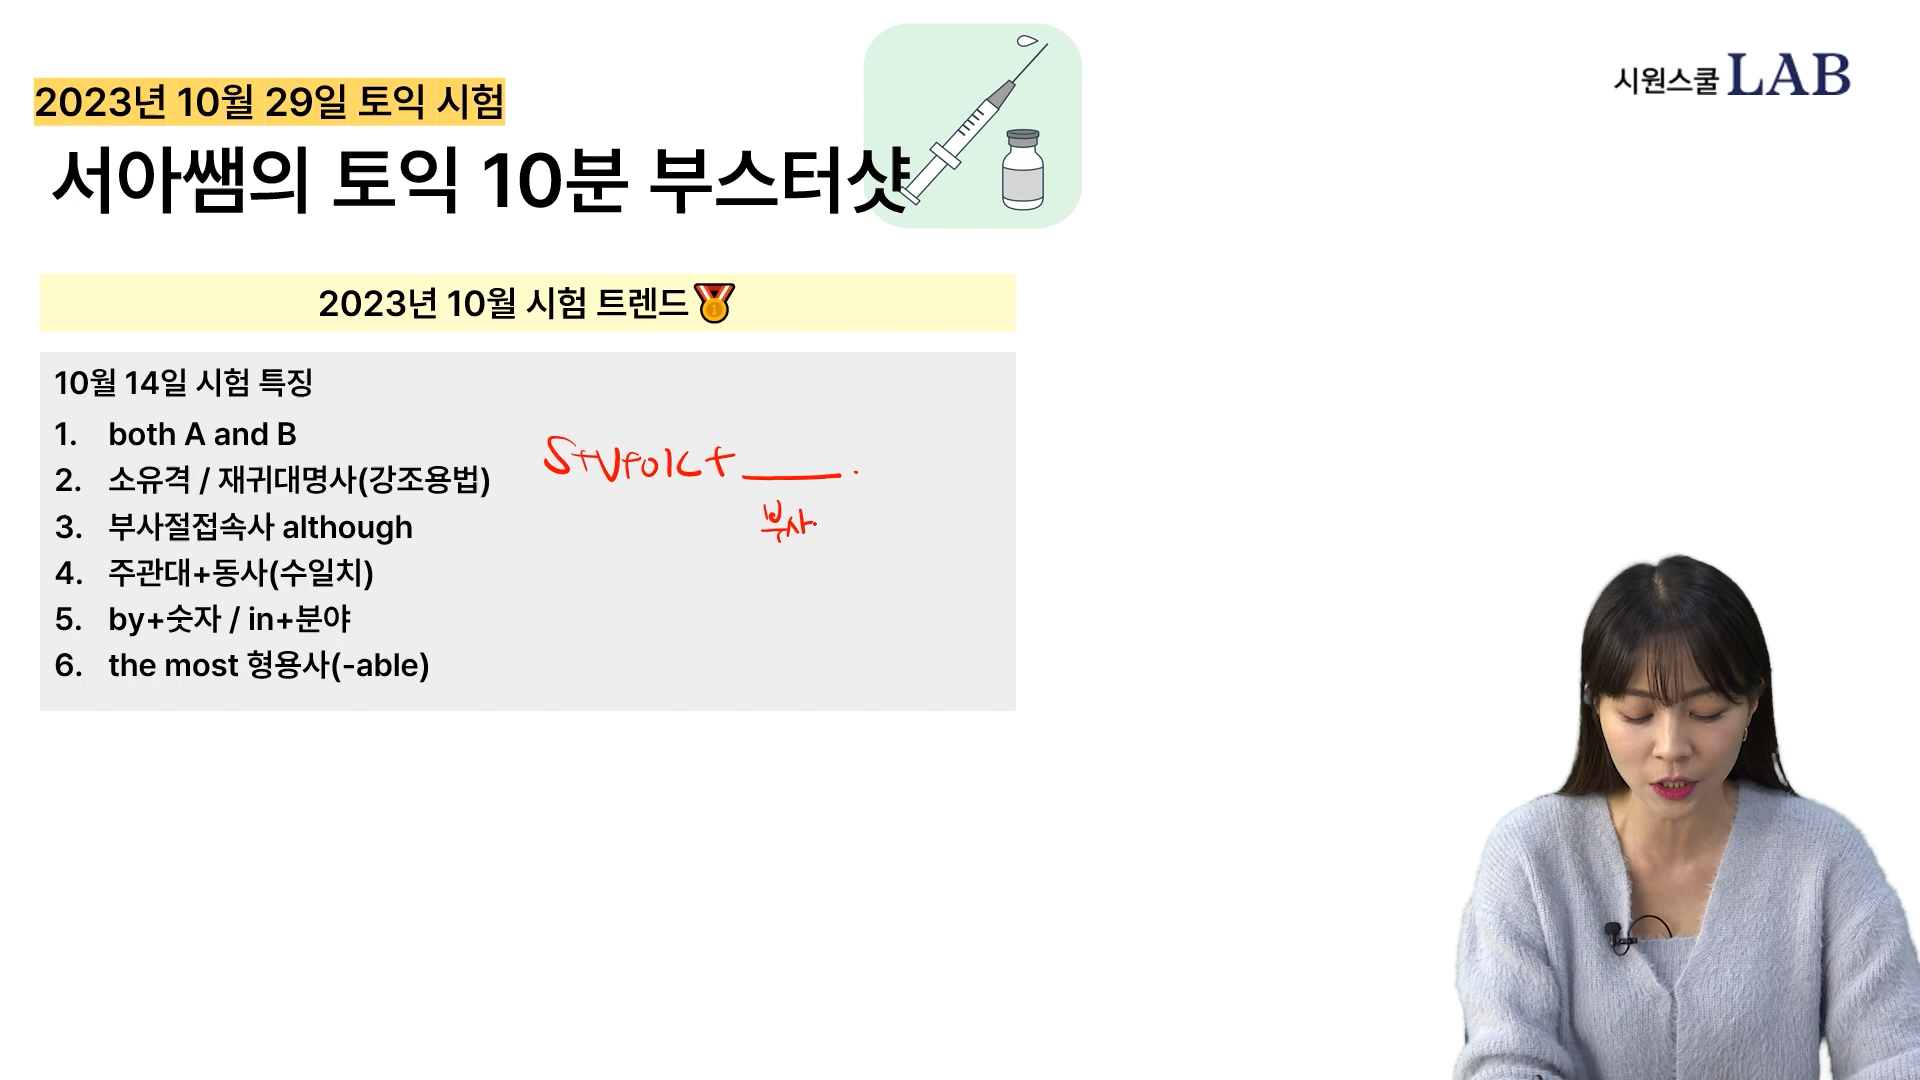 2023년 10월 29일 토익 시험
시원스쿨 LAB
서아쌤의 토익 10분 부스터샷
2023년 10월 시험 트렌드
10월 14일 시험 특징
1. both A and B
2. 소유격 / 재귀대명사(강조용법)
3. 부사절접속사 although
4. 주관대+동사(수일치)
5. by+숫자 / in+분야
6. the most 형용사(-able)
S+V+o/c+ ____ .
부사